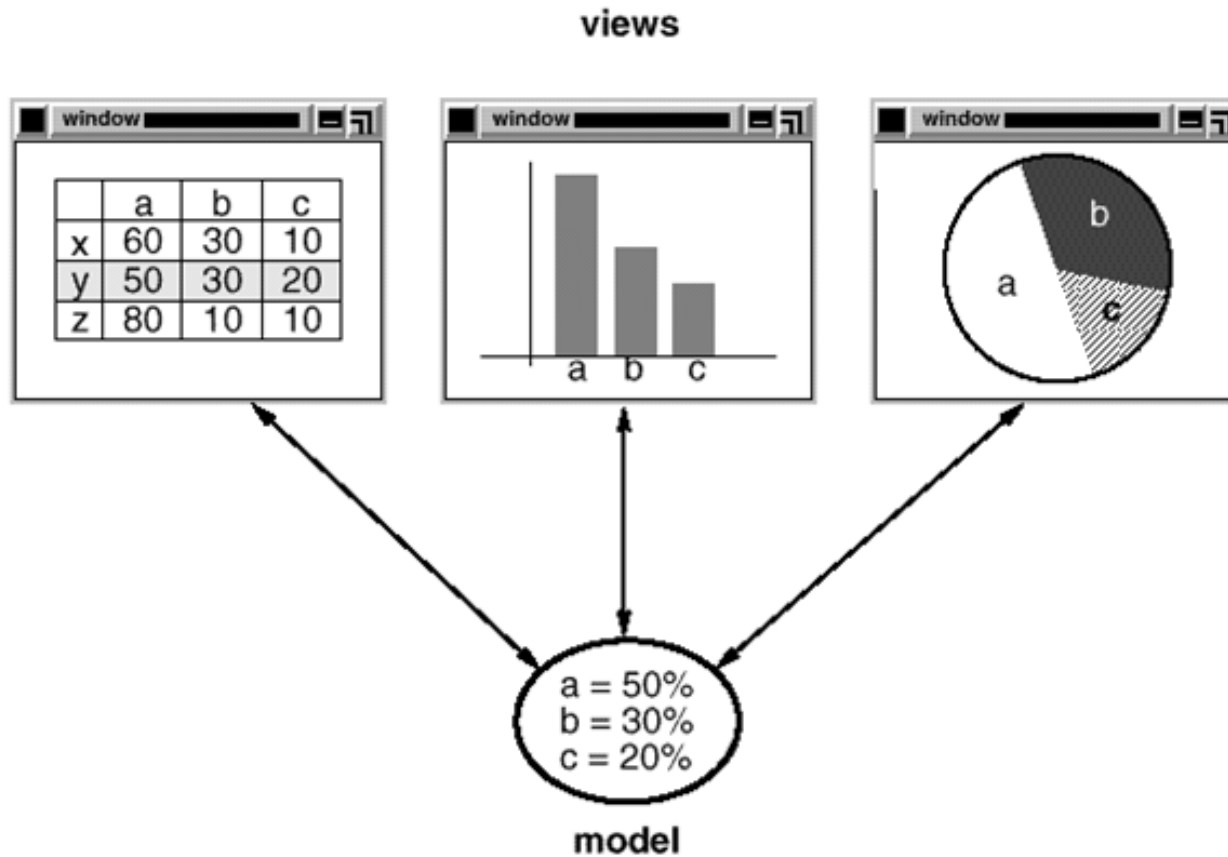 views
window
window
window
a b c
x 60 30 10
y 50 30 20
z 80 10 10
a b c
b
a
c
a = 50%
b = 30%
c = 20%
model